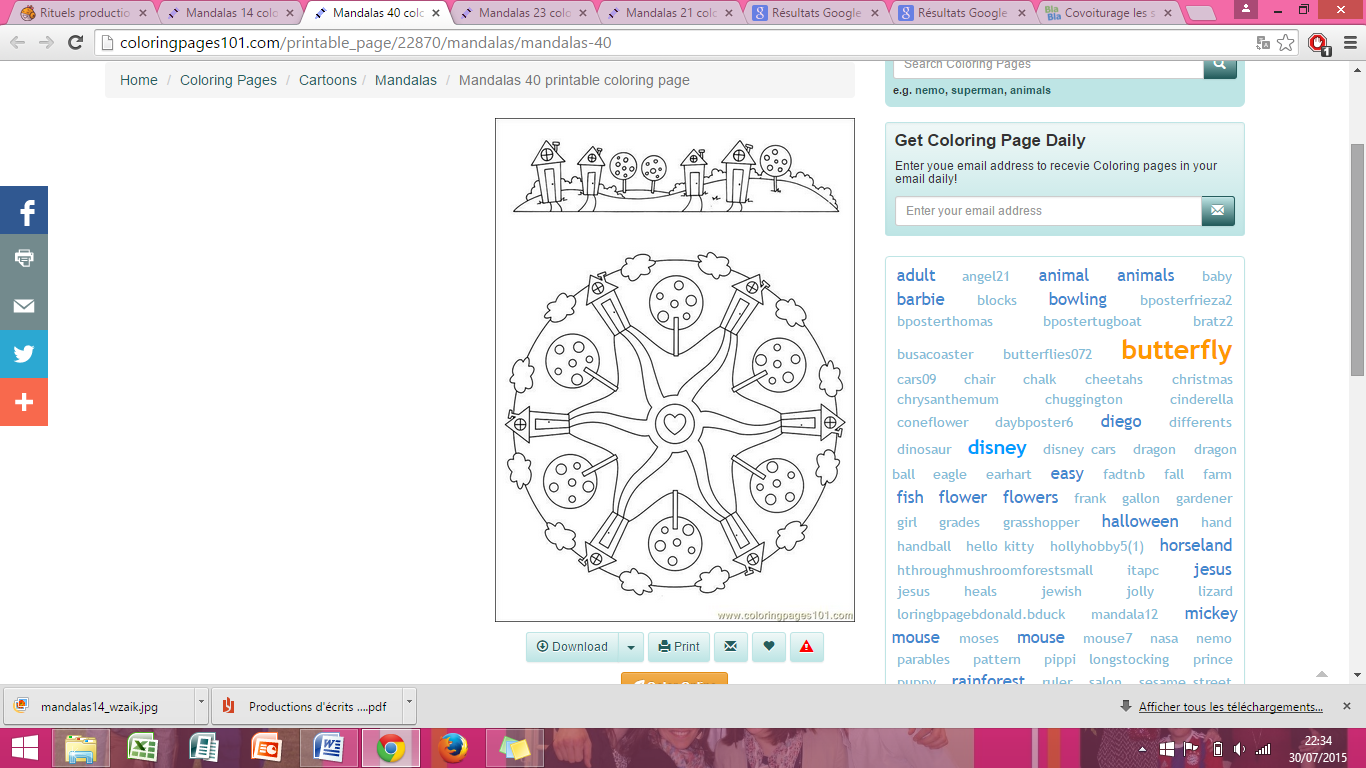 Rituels productio
Mandalas 14 colo
Mandalas 40 colo
Mandalas 23 colo
Mandalas 21 colo
Résultats Google
Résultats Google
Bla Bla
Covoiturage les s
coloringpages101.com/printable_page/22870/mandalas/mandalas-40
1
Home / Coloring Pages / Cartoons / Mandalas / Mandalas 40 printable coloring page
Search Coloring Pages
e.g. nemo, superman, animals
Get Coloring Page Daily
Enter youe email address to recevie Coloring pages in your
email daily!
Enter your email address
adult angel21 animal animals baby
barbie blocks bowling bposterfrieza2
bposterthomas bpostertugboat bratz2
busacoaster butterflies072 butterfly
cars09 chair chalk cheetahs christmas
chrysanthemum chuggington cinderella
coneflower daybposter6 diego differents
dinosaur disney disney cars dragon dragon
ball eagle earhart easy fadtnb fall farm
fish flower flowers frank gallon gardener
girl grades grasshopper halloween hand
handball hello kitty hollyhobby5(1) horseland
hthroughmushroomforestsmall itapc jesus
jesus heals jewish jolly lizard
loringbpagebdonald.bduck mandala12 mickey
mouse moses mouse mouse7 nasa nemo
parables pattern pippi longstocking prince
puppy rainforest ruler salon sesame street
www.coloringpages101.com
Download
Print
mandalas14_wzaik.jpg
Productions d'écrits ....pdf
Afficher tous les téléchargements...
22:34
30/07/2015